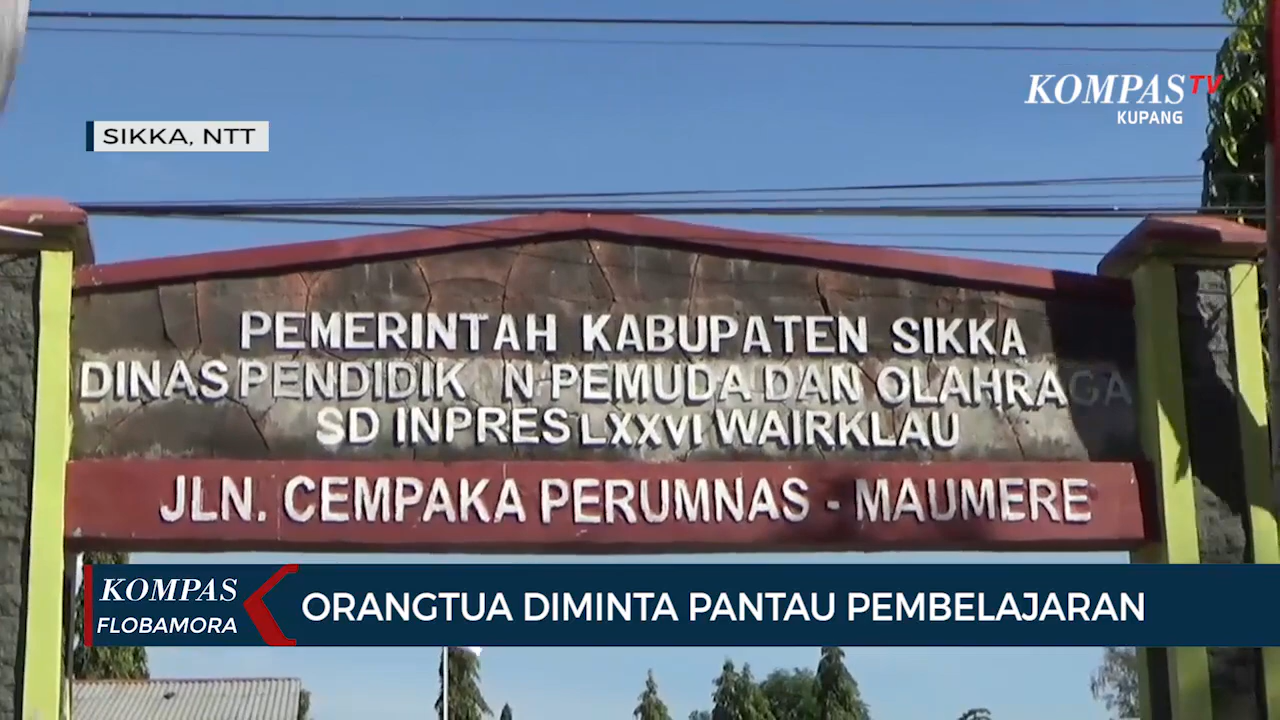 KOMPAS TV
KUPANG
SIKKA, NTT
PEMERINTAH KABUPATEN SIKKA
DINAS PENDIDIK N PEMUDA DAN OLAHRAGA
SD INPRES LXXVI WAIRKLAU
JLN. CEMPAKA PERUMNAS - MAUMERE
KOMPAS
FLOBAMORA
ORANGTUA DIMINTA PANTAU PEMBELAJARAN